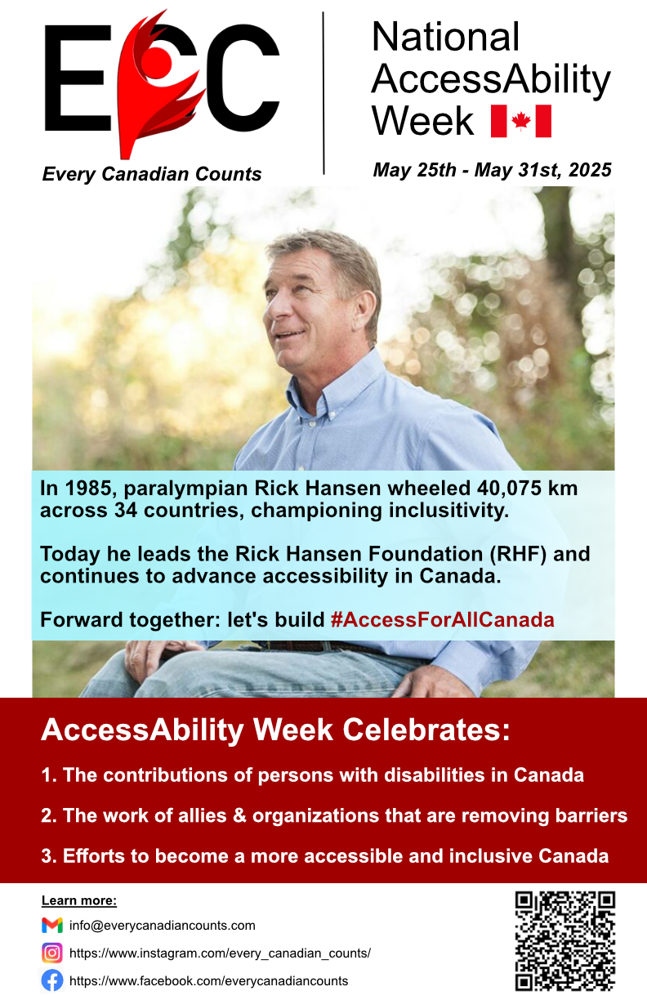 ECC
Every Canadian Counts
National
AccessAbility
Week
May 25th - May 31st, 2025
In 1985, paralympian Rick Hansen wheeled 40,075 km
across 34 countries, championing inclusitivity.
Today he leads the Rick Hansen Foundation (RHF) and
continues to advance accessibility in Canada.
Forward together: let's build #AccessForAllCanada
AccessAbility Week Celebrates:
1. The contributions of persons with disabilities in Canada
2. The work of allies & organizations that are removing barriers
3. Efforts to become a more accessible and inclusive Canada
Learn more:
info@everycanadiancounts.com
https://www.instagram.com/every_canadian_counts/
https://www.facebook.com/everycanadiancounts